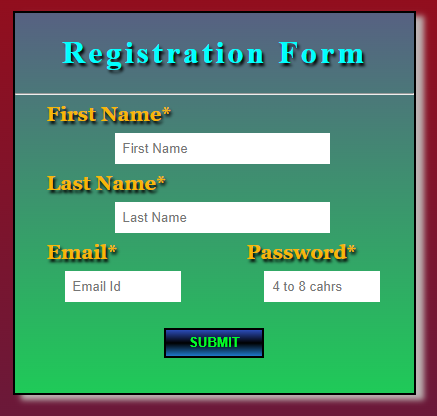 Registration Form
First Name*
First Name
Last Name*
Last Name
Email* Password*
Email Id 4 to 8 cahrs
SUBMIT